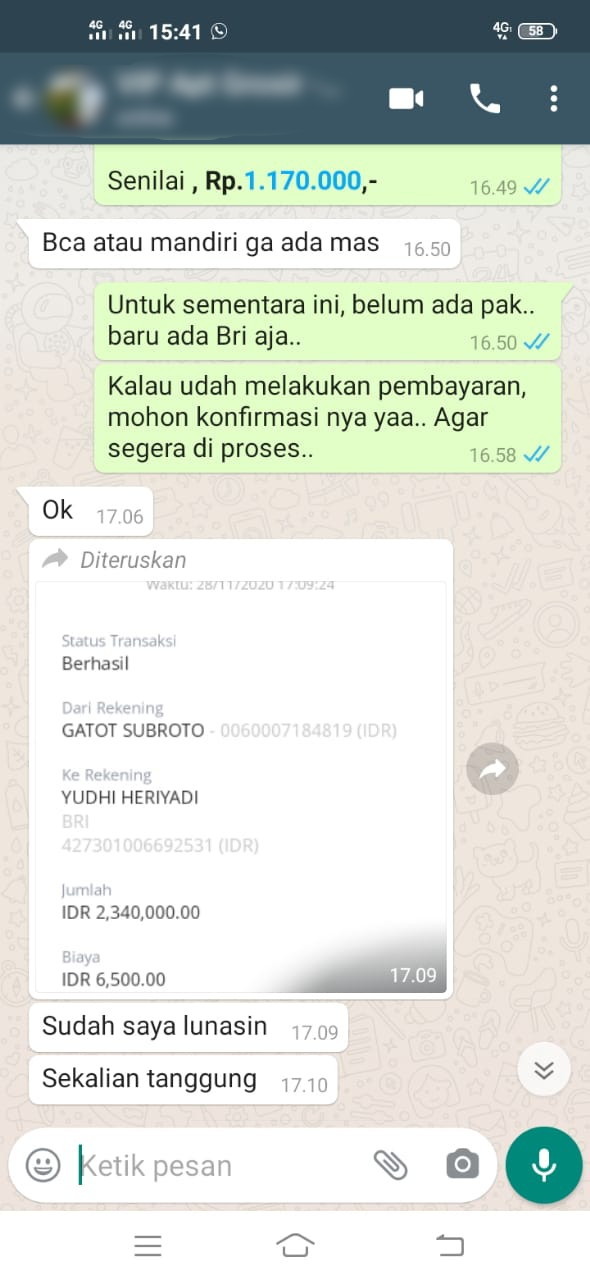 4G 4G 15:41 4G 58
Senilai , Rp.1.170.000,- 16.49
Bca atau mandiri ga ada mas 16.50
Untuk sementara ini, belum ada pak..
baru ada Bri aja.. 16.50
Kalau udah melakukan pembayaran,
mohon konfirmasi nya yaa.. Agar
segera di proses.. 16.58
Ok 17.06
Diteruskan
Waktu: 28/11/2020 17:09:24
Status Transaksi
Berhasil
Dari Rekening
GATOT SUBROTO - 0060007184819 (IDR)
Ke Rekening
YUDHI HERIYADI
BRI
427301006692531 (IDR)
Jumlah
IDR 2,340,000.00
Biaya
IDR 6,500.00 17.09
Sudah saya lunasin 17.09
Sekalian tanggung 17.10
Ketik pesan